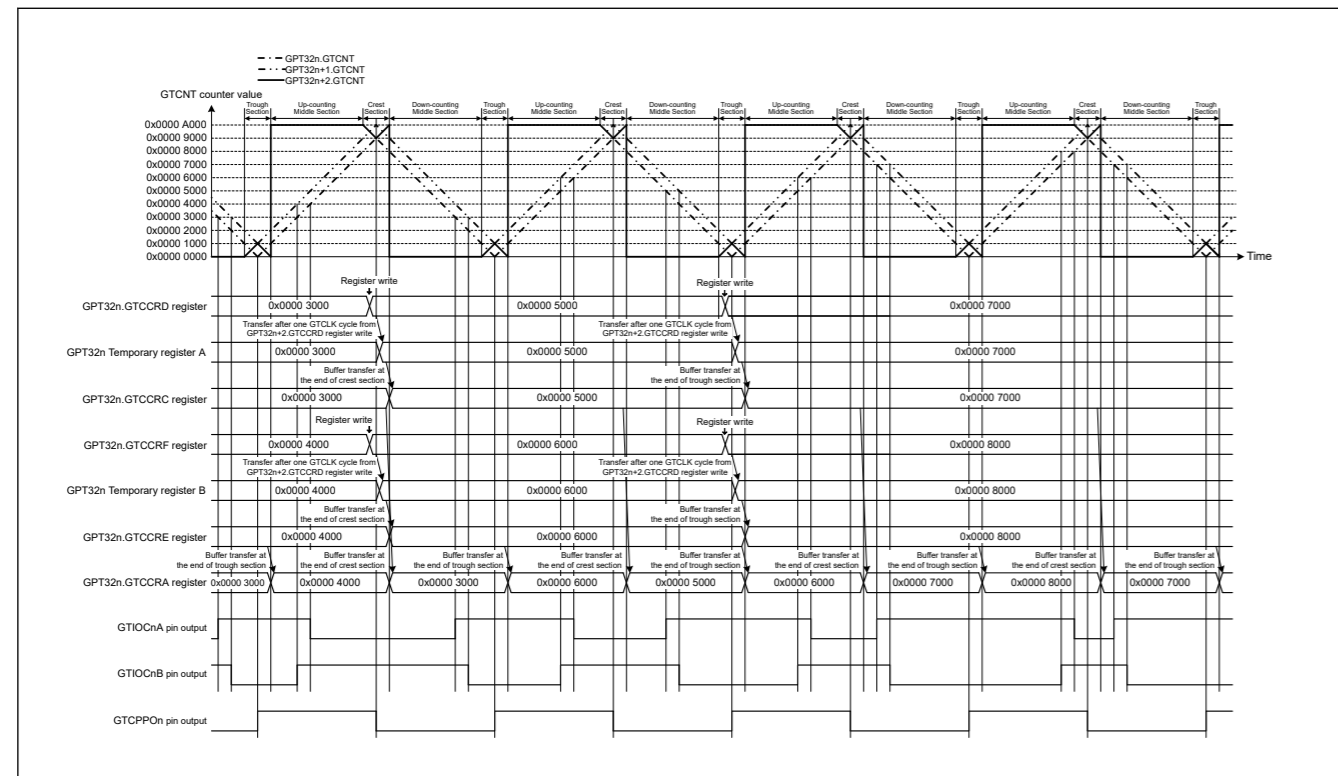 GPT32n.GTCNT
GPT32n+1.GTCNT
GPT32n+2.GTCNT
GTCNT counter value
Trough Section
Up-counting Middle Section
Crest Section
Down-counting Middle Section
Trough Section
Up-counting Middle Section
Crest Section
Down-counting Middle Section
Trough Section
Up-counting Middle Section
Crest Section
Down-counting Middle Section
Trough Section
Up-counting Middle Section
Crest Section
Down-counting Middle Section
Trough Section
0x0000 A000
0x0000 9000
0x0000 8000
0x0000 7000
0x0000 6000
0x0000 5000
0x0000 4000
0x0000 3000
0x0000 2000
0x0000 1000
0x0000 0000
Time
Register write
Register write
GPT32n.GTCCRD register
0x0000 3000
0x0000 5000
0x0000 7000
Transfer after one GTCLK cycle from
GPT32n+2.GTCCRD register write
Transfer after one GTCLK cycle from
GPT32n+2.GTCCRD register write
GPT32n Temporary register A
0x0000 3000
0x0000 5000
0x0000 7000
Buffer transfer at
the end of crest section
Buffer transfer at
the end of trough section
GPT32n.GTCCRC register
0x0000 3000
0x0000 5000
0x0000 7000
Register write
Register write
GPT32n.GTCCRF register
0x0000 4000
0x0000 6000
0x0000 8000
Transfer after one GTCLK cycle from
GPT32n+2.GTCCRD register write
Transfer after one GTCLK cycle from
GPT32n+2.GTCCRD register write
GPT32n Temporary register B
0x0000 4000
0x0000 6000
0x0000 8000
Buffer transfer at
the end of crest section
Buffer transfer at
the end of trough section
GPT32n.GTCCRE register
0x0000 4000
0x0000 6000
0x0000 8000
Buffer transfer at
the end of trough section
Buffer transfer at
the end of crest section
Buffer transfer at
the end of trough section
Buffer transfer at
the end of crest section
Buffer transfer at
the end of trough section
Buffer transfer at
the end of crest section
Buffer transfer at
the end of trough section
Buffer transfer at
the end of crest section
Buffer transfer at
the end of trough section
GPT32n.GTCCRA register
0x0000 3000
0x0000 4000
0x0000 3000
0x0000 6000
0x0000 5000
0x0000 6000
0x0000 7000
0x0000 8000
0x0000 7000
GTIOCnA pin output
GTIOCnB pin output
GTCPPOn pin output